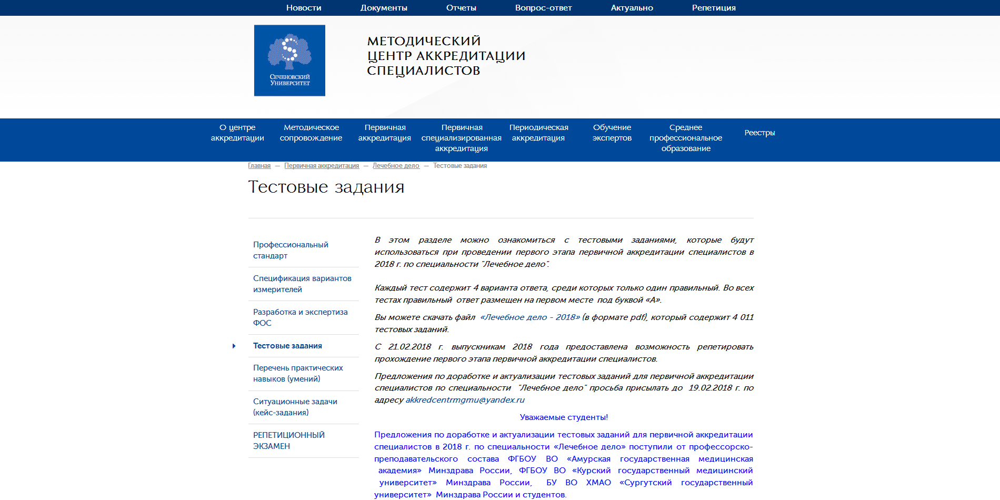 Новости Документы Отчеты Вопрос-ответ Актуально Репетиция
СЕЧЕНОВСКИЙ
УНИВЕРСИТЕТ
МЕТОДИЧЕСКИЙ
ЦЕНТР АККРЕДИТАЦИИ
СПЕЦИАЛИСТОВ
О центре
аккредитации
Методическое
сопровождение
Первичная
аккредитация
Первичная
специализированная
аккредитация
Периодическая
аккредитация
Обучение
экспертов
Среднее
профессиональное
образование
Реестры
Главная — Первичная аккредитация — Лечебное дело — Тестовые задания
Тестовые задания
Профессиональный
стандарт
Спецификация вариантов
измерителей
Разработка и экспертиза
ФОС
Тестовые задания
Перечень практических
навыков (умений)
Ситуационные задачи
(кейс-задания)
РЕПЕТИЦИОННЫЙ
ЭКЗАМЕН
В этом разделе можно ознакомиться с тестовыми заданиями, которые будут
использоваться при проведении первого этапа первичной аккредитации специалистов в
2018 г. по специальности "Лечебное дело".
Каждый тест содержит 4 варианта ответа, среди которых только один правильный. Во всех
тестах правильный ответ размещен на первом месте под буквой «А».
Вы можете скачать файл «Лечебное дело - 2018» (в формате pdf), который содержит 4 011
тестовых заданий.
С 21.02.2018 г. выпускникам 2018 года предоставлена возможность репетировать
прохождение первого этапа первичной аккредитации специалистов.
Предложения по доработке и актуализации тестовых заданий для первичной аккредитации
специалистов по специальности "Лечебное дело" просьба присылать до 19.02.2018 г. по
адресу akkredcentrmgmu@yandex.ru
Уважаемые студенты!
Предложения по доработке и актуализации тестовых заданий для первичной аккредитации
специалистов в 2018 г. по специальности «Лечебное дело» поступили от профессорско-
преподавательского состава ФГБОУ ВО «Амурская государственная медицинская
академия» Минздрава России, ФГБОУ ВО «Курский государственный медицинский
университет» Минздрава России, БУ ВО ХМАО «Сургутский государственный
университет» Минздрава России и студентов.